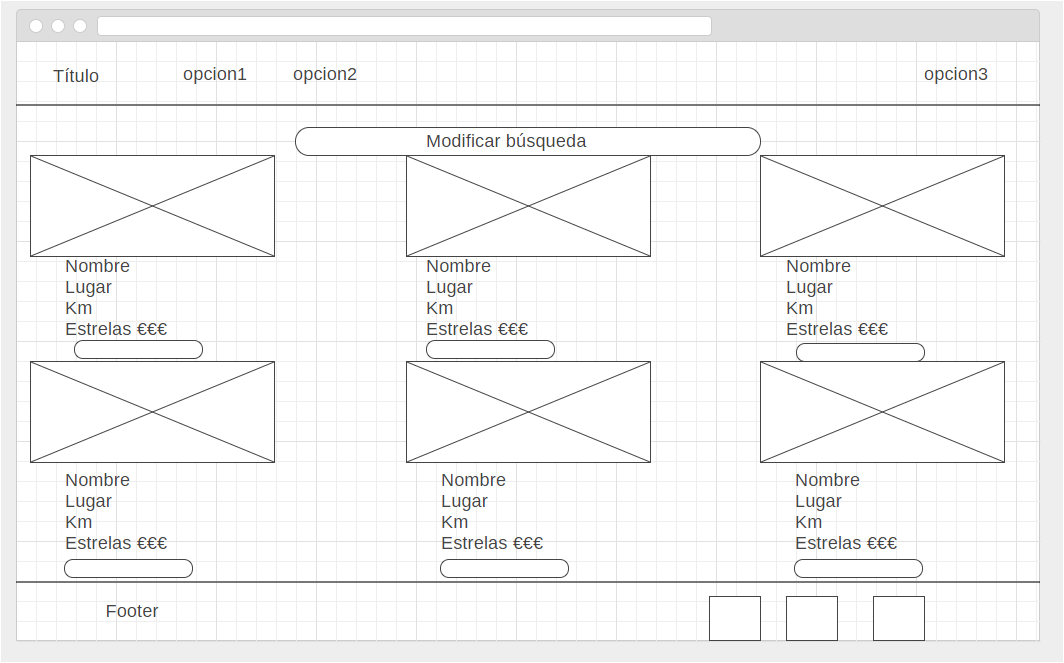 Título
opcion1
opcion2
opcion3
Modificar búsqueda
Nombre
Lugar
Km
Estrelas €€€
Nombre
Lugar
Km
Estrelas €€€
Nombre
Lugar
Km
Estrelas €€€
Nombre
Lugar
Km
Estrelas €€€
Nombre
Lugar
Km
Estrelas €€€
Nombre
Lugar
Km
Estrelas €€€
Footer